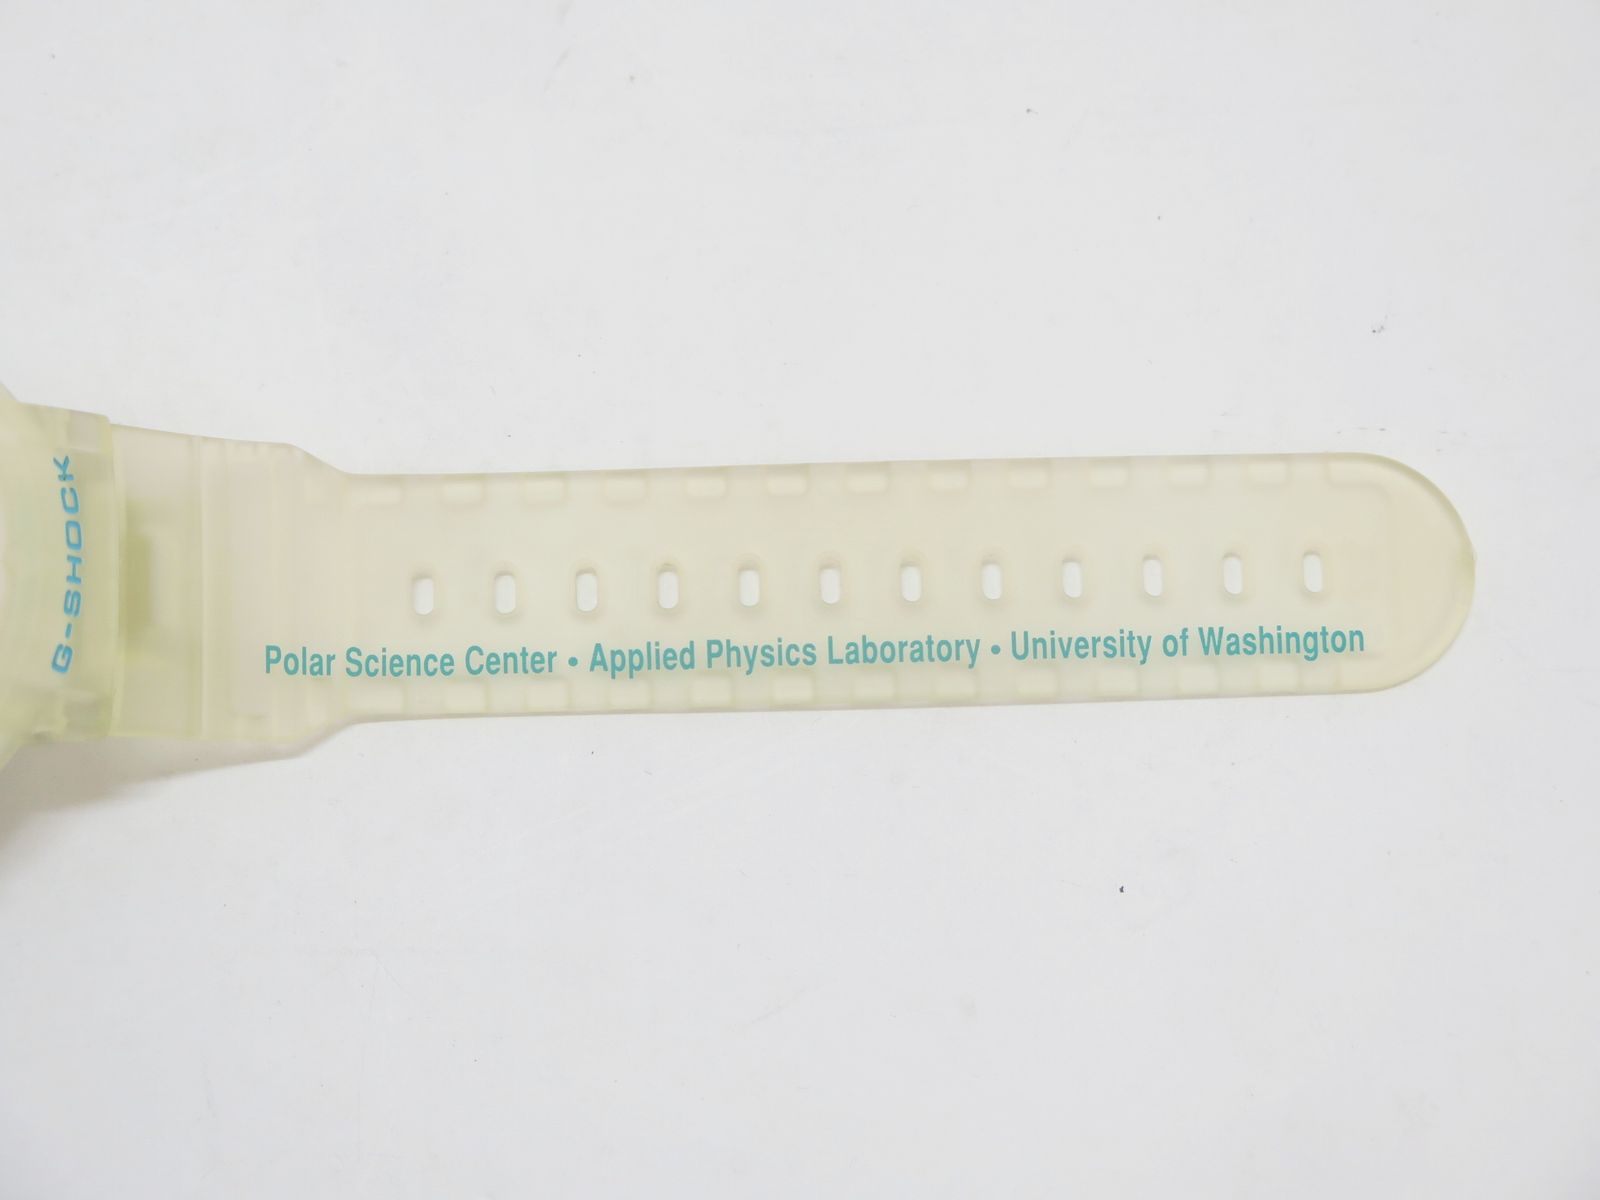 G-SHOCK
Polar Science Center • Applied Physics Laboratory • University of Washington